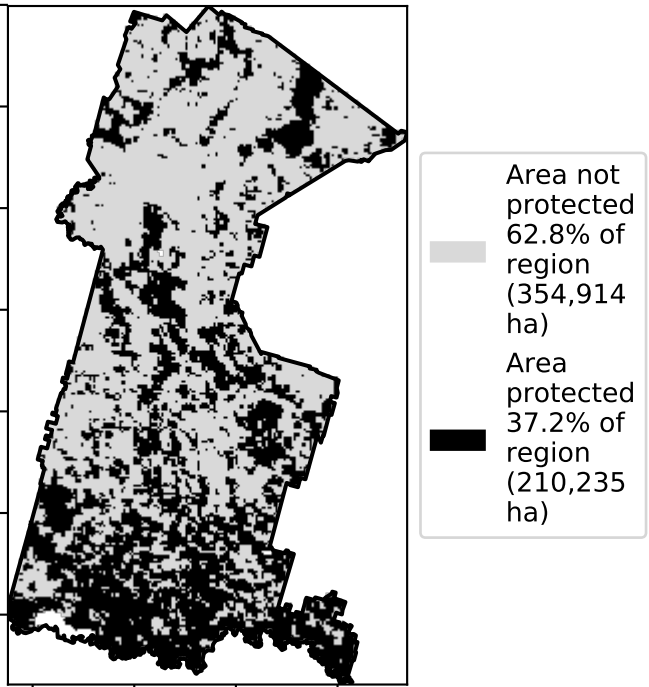 Area not
protected
62.8% of
region
(354,914
ha)
Area
protected
37.2% of
region
(210,235
ha)